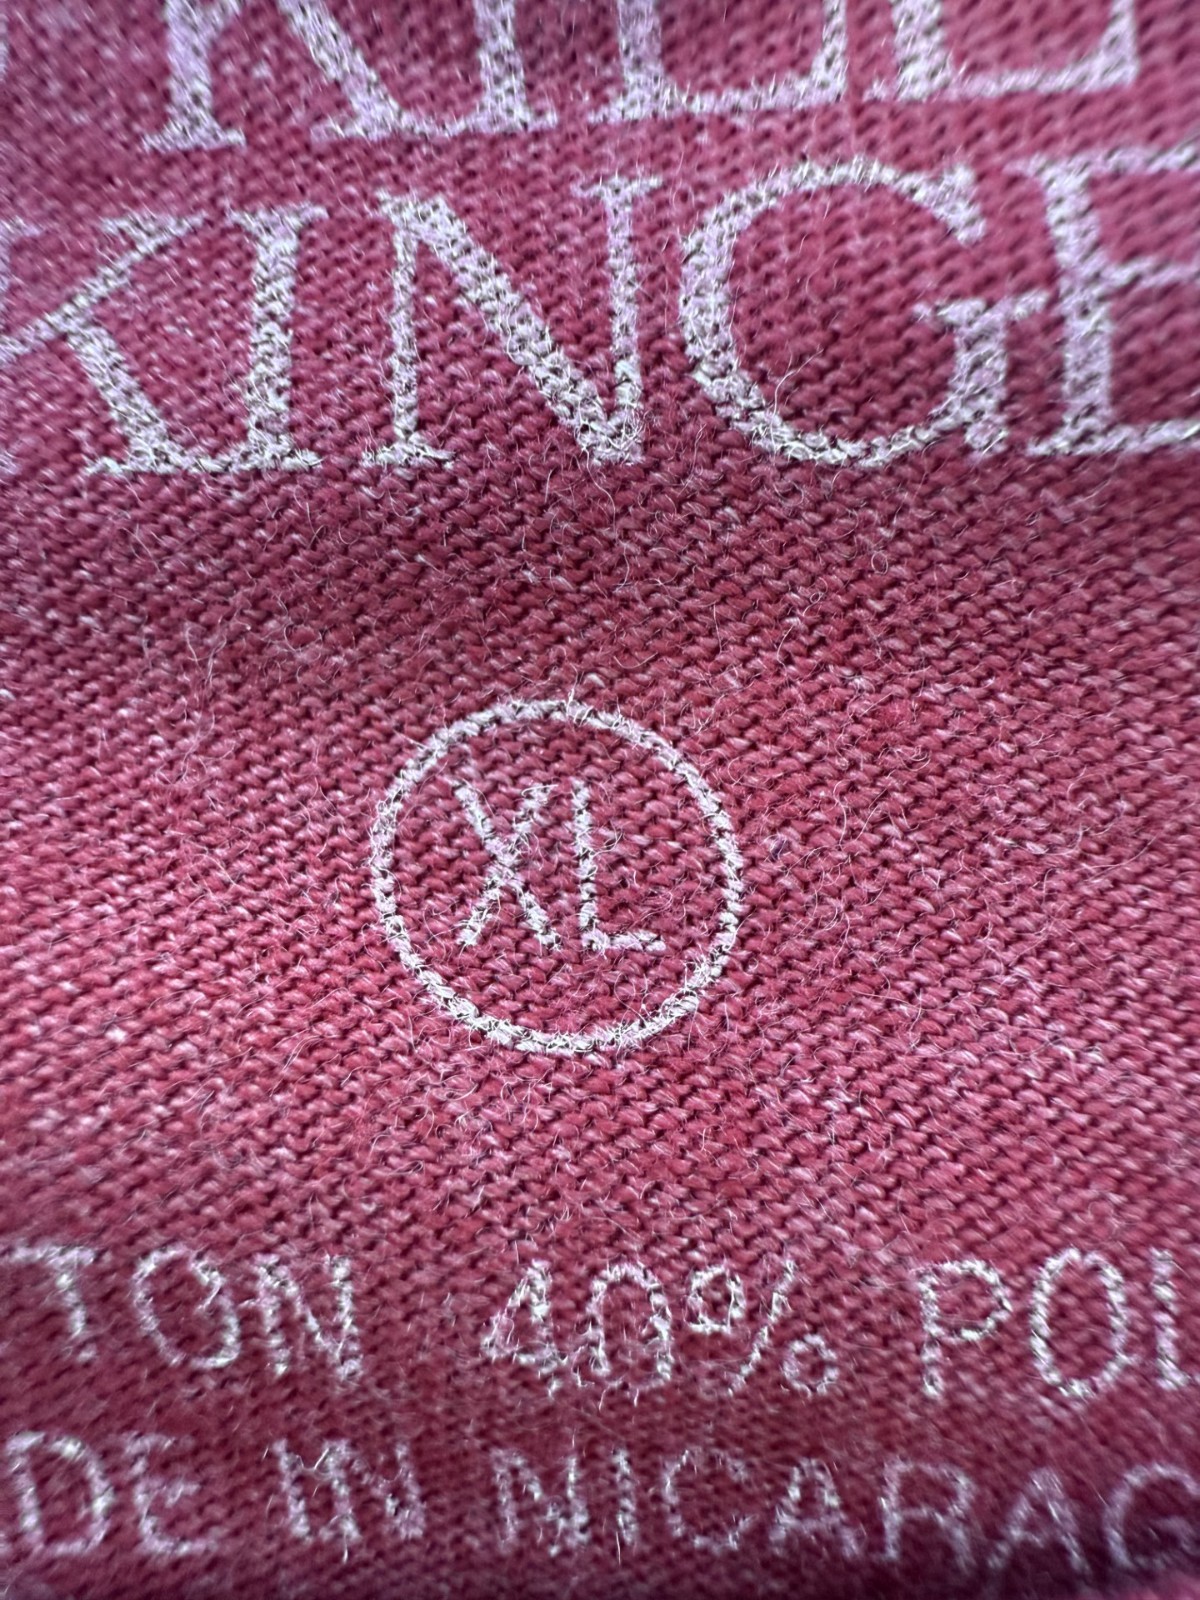 KINGE
XL
TON 40% POL
DE IN NICARAG